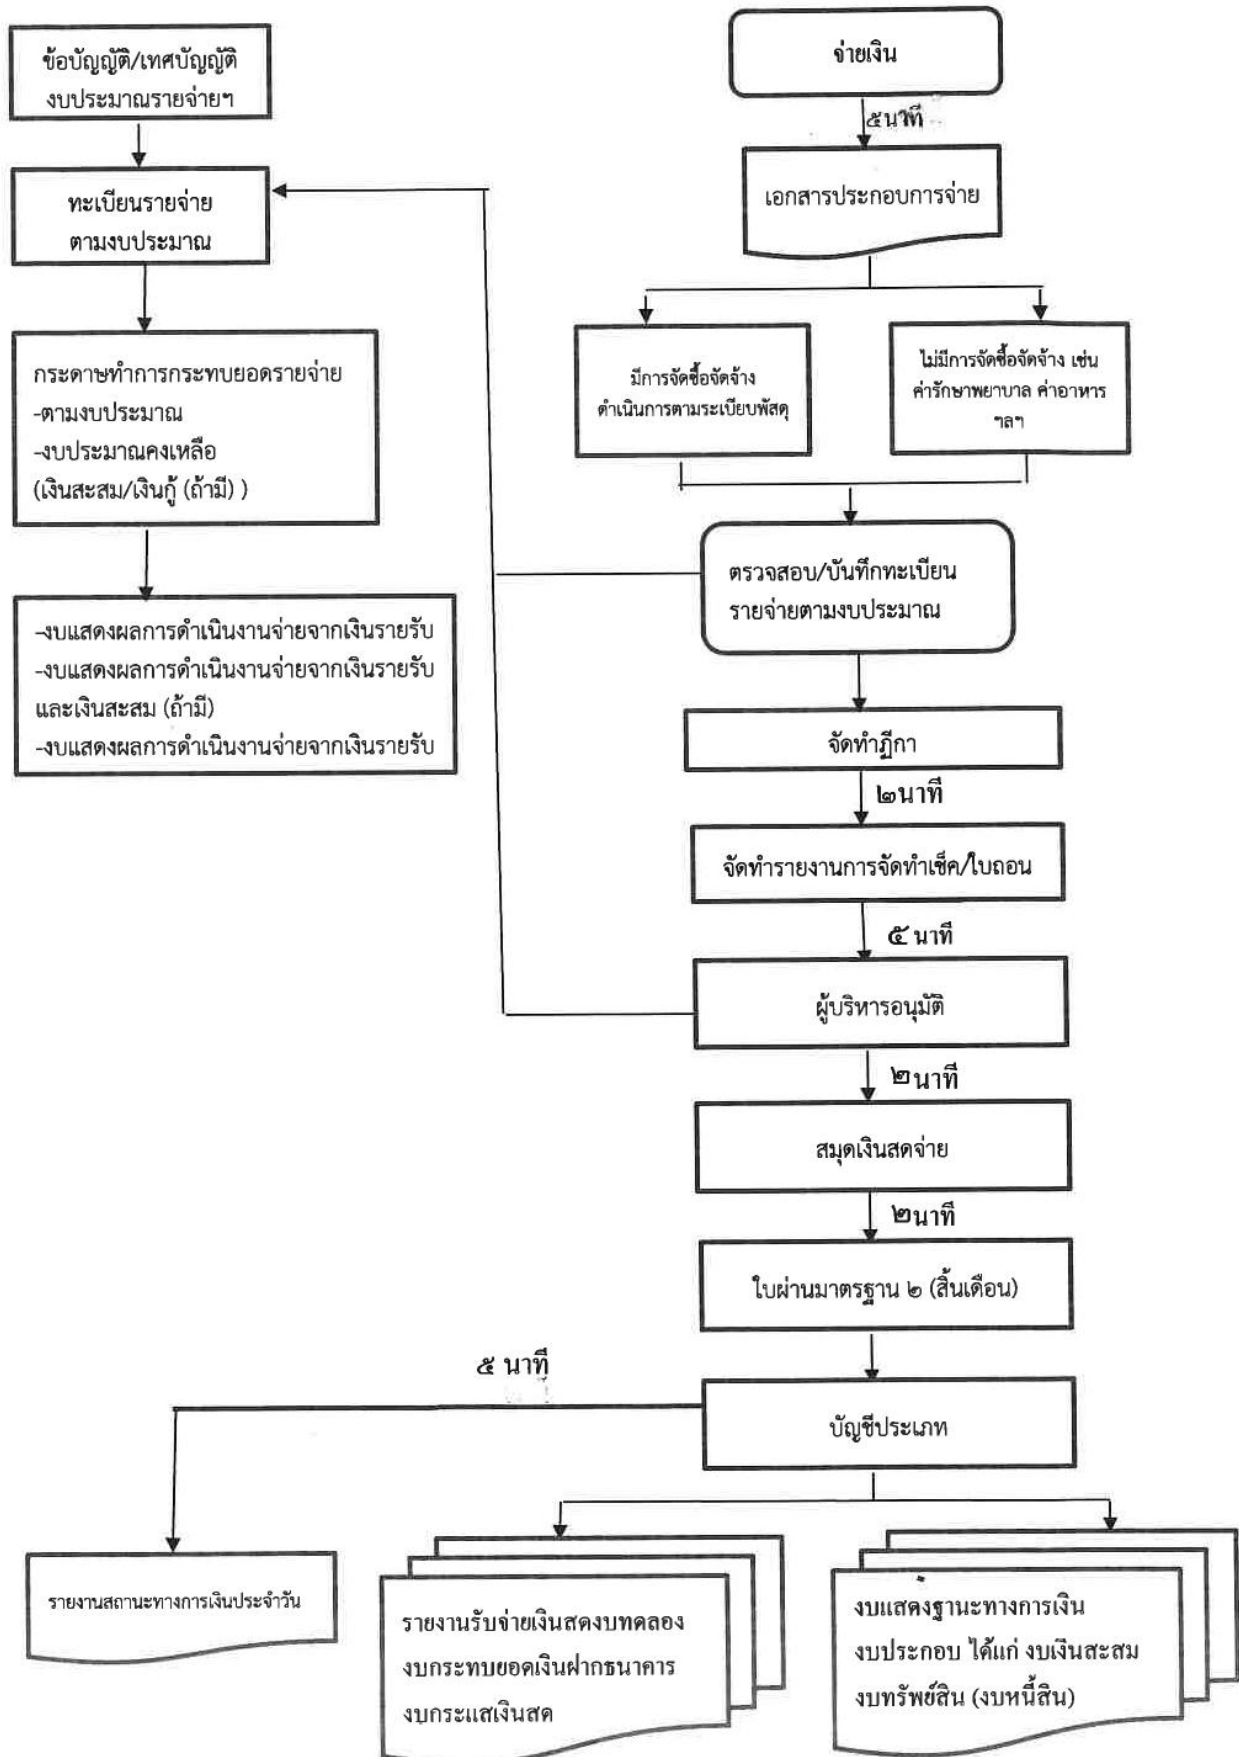 ข้อบัญญัติ/เทศบัญญัติ
งบประมาณรายจ่ายฯ
ทะเบียนรายจ่าย
ตามงบประมาณ
กระดาษทำการกระทบยอดรายจ่าย
-ตามงบประมาณ
-งบประมาณคงเหลือ
(เงินสะสม/เงินกู้ (ถ้ามี) )
-งบแสดงผลการดำเนินงานจ่ายจากเงินรายรับ
-งบแสดงผลการดำเนินงานจ่ายจากเงินรายรับ
และเงินสะสม (ถ้ามี)
-งบแสดงผลการดำเนินงานจ่ายจากเงินรายรับ
จ่ายเงิน
๕นาที
เอกสารประกอบการจ่าย
มีการจัดซื้อจัดจ้าง
ดำเนินการตามระเบียบพัสดุ
ไม่มีการจัดซื้อจัดจ้าง เช่น
ค่ารักษาพยาบาล ค่าอาหาร
ฯลฯ
ตรวจสอบ/บันทึกทะเบียน
รายจ่ายตามงบประมาณ
จัดทำฎีกา
๒นาที
จัดทำรายงานการจัดทำเช็ค/ใบถอน
๕ นาที
ผู้บริหารอนุมัติ
๒นาที
สมุดเงินสดจ่าย
๒นาที
ใบผ่านมาตรฐาน ๒ (สิ้นเดือน)
๕ นาที
บัญชีประเภท
รายงานสถานะทางการเงินประจำวัน
รายงานรับจ่ายเงินสดงบทดลอง
งบกระทบยอดเงินฝากธนาคาร
งบกระแสเงินสด
งบแสดงฐานะทางการเงิน
งบประกอบ ได้แก่ งบเงินสะสม
งบทรัพย์สิน (งบหนี้สิน)